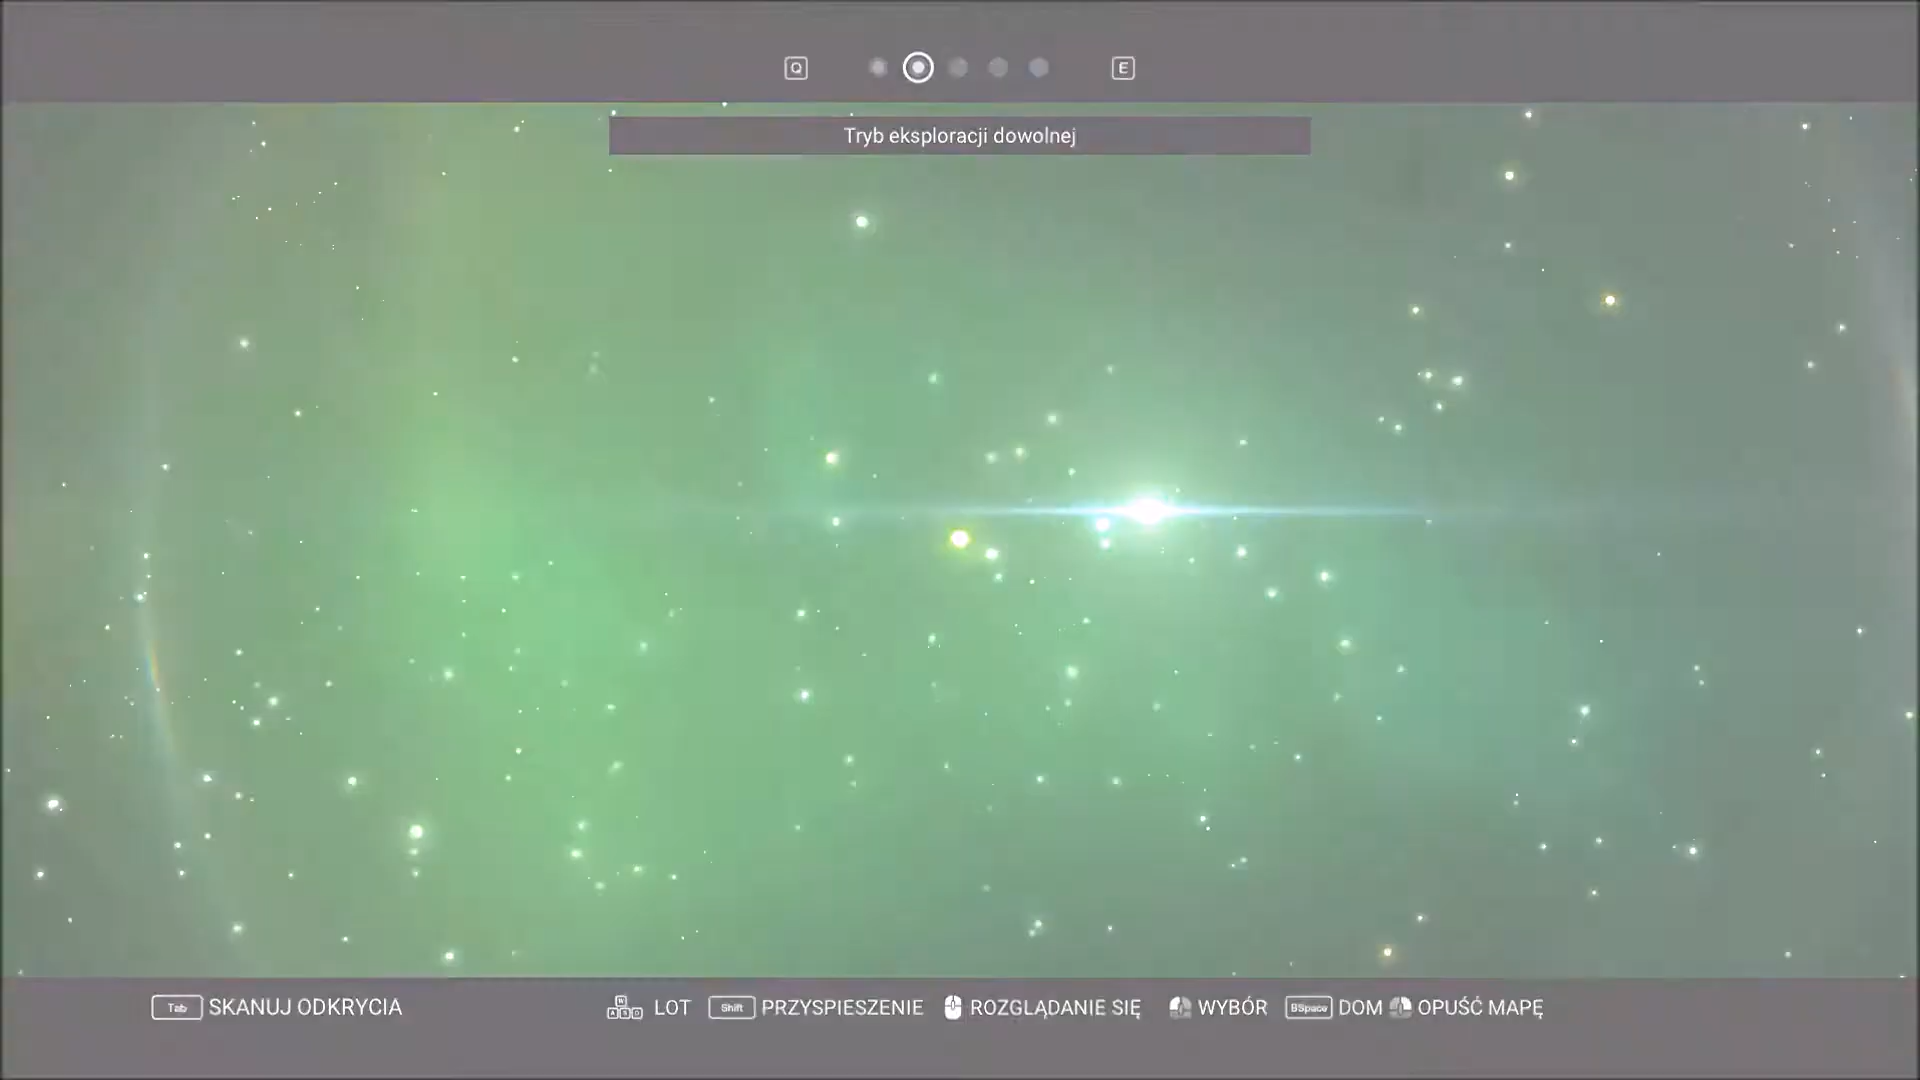 Q E
Tryb eksploracji dowolnej
Tab SKANUJ ODKRYCIA W A S D LOT Shift PRZYSPIESZENIE ROZGLĄDANIE SIĘ WYBÓR BSpace DOM OPUŚĆ MAPĘ